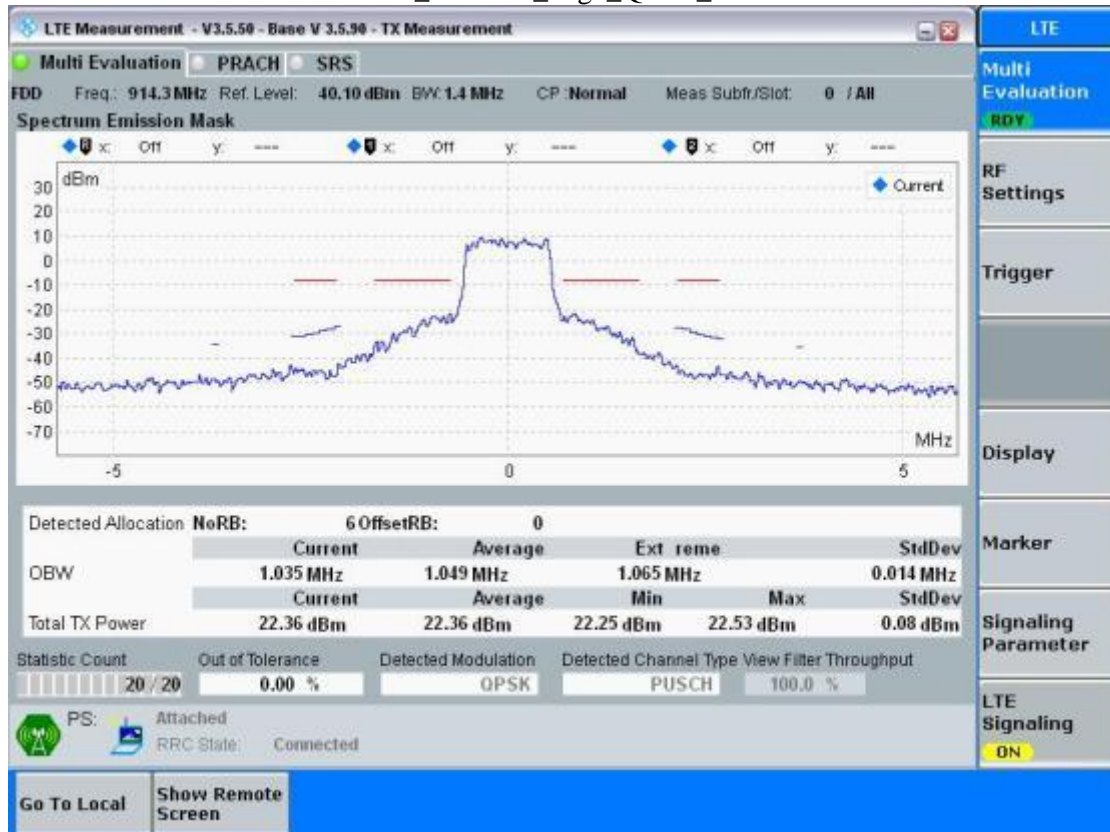 LTE Measurement - V3.5.50 - Base V 3.5.90 - TX Measurement
LTE
Multi Evaluation PRACH SRS
Multi Evaluation
RDY
FDD Freq.: 914.3 MHz Ref. Level: 40.10 dBm BW: 1.4 MHz CP :Normal Meas Subfr/Slot: 0 / All
Spectrum Emission Mask
x: Off y: --- x: Off y: --- x: Off y: ---
dBm
Current
30
20
10
0
-10
-20
-30
-40
-50
-60
-70
MHz
-5 0 5
RF Settings
Trigger
Display
Marker
Signaling Parameter
LTE Signaling
ON
Detected Allocation NoRB: 6 OffsetRB: 0
Current Average Ext reme StdDev
OBW 1.035 MHz 1.049 MHz 1.065 MHz 0.014 MHz
Current Average Min Max StdDev
Total TX Power 22.36 dBm 22.36 dBm 22.25 dBm 22.53 dBm 0.08 dBm
Statistic Count Out of Tolerance Detected Modulation Detected Channel Type View Filter Throughput
20 / 20 0.00 % QPSK PUSCH 100.0 %
PS: Attached
RRC State: Connected
Go To Local
Show Remote Screen